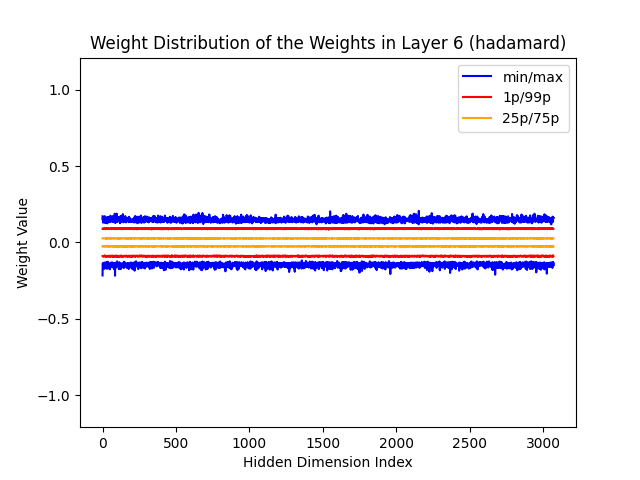 Weight Distribution of the Weights in Layer 6 (hadamard)
min/max
1p/99p
25p/75p
1.0
0.5
0.0
−0.5
−1.0
Weight Value
0 500 1000 1500 2000 2500 3000
Hidden Dimension Index